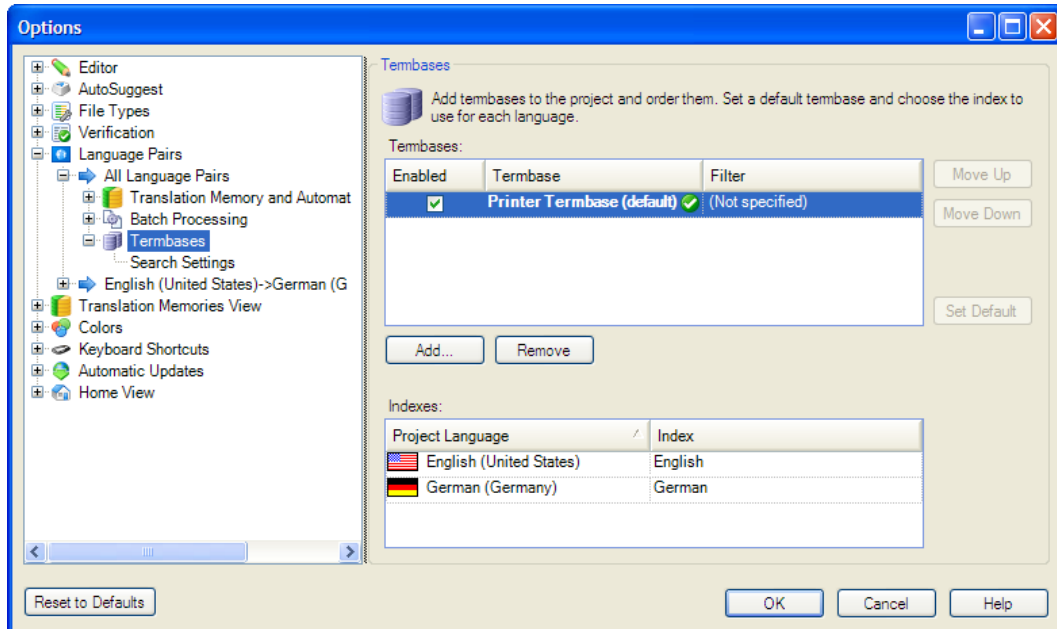 Options
Editor
AutoSuggest
File Types
Verification
Language Pairs
All Language Pairs
Translation Memory and Automat
Batch Processing
Termbases
Search Settings
English (United States)->German (G
Translation Memories View
Colors
Keyboard Shortcuts
Automatic Updates
Home View
Termbases
Add termbases to the project and order them. Set a default termbase and choose the index to
use for each language.
Termbases:
Enabled Termbase Filter
Printer Termbase (default) (Not specified)
Move Up
Move Down
Set Default
Add... Remove
Indexes:
Project Language Index
English (United States) English
German (Germany) German
Reset to Defaults OK Cancel Help